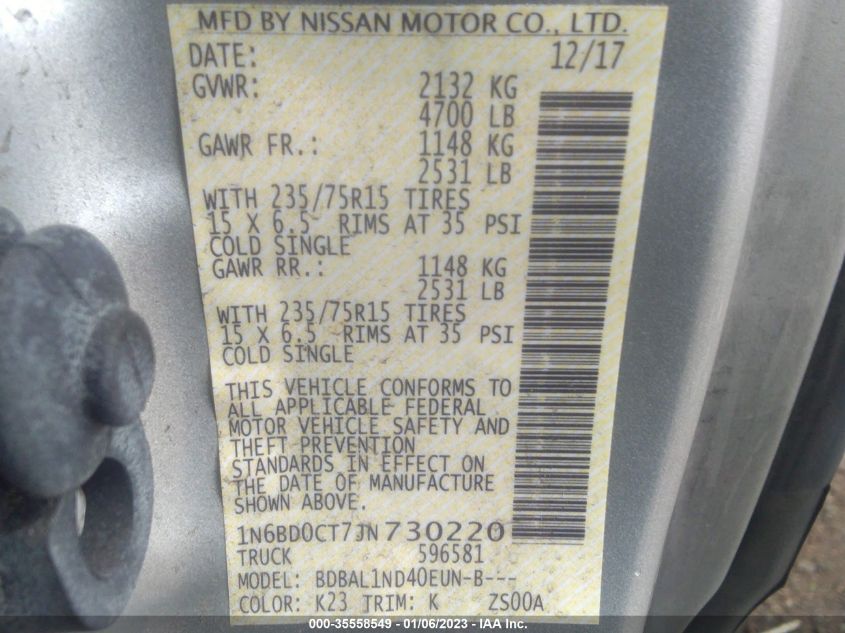 MFD BY NISSAN MOTOR CO., LTD.
DATE: 12/17
GVWR: 2132 KG
4700 LB
GAWR FR.: 1148 KG
2531 LB
WITH 235/75R15 TIRES
15 X 6.5 RIMS AT 35 PSI
COLD SINGLE
GAWR RR.: 1148 KG
2531 LB
WITH 235/75R15 TIRES
15 X 6.5 RIMS AT 35 PSI
COLD SINGLE
THIS VEHICLE CONFORMS TO
ALL APPLICABLE FEDERAL
MOTOR VEHICLE SAFETY AND
THEFT PREVENTION
STANDARDS IN EFFECT ON
THE DATE OF MANUFACTURE
SHOWN ABOVE.
1N6BD0CT7JN730220
TRUCK 596581
MODEL: BDBAL1ND40EUN-B---
COLOR: K23 TRIM: K ZS00A
000-35558549 - 01/06/2023 - IAA Inc.